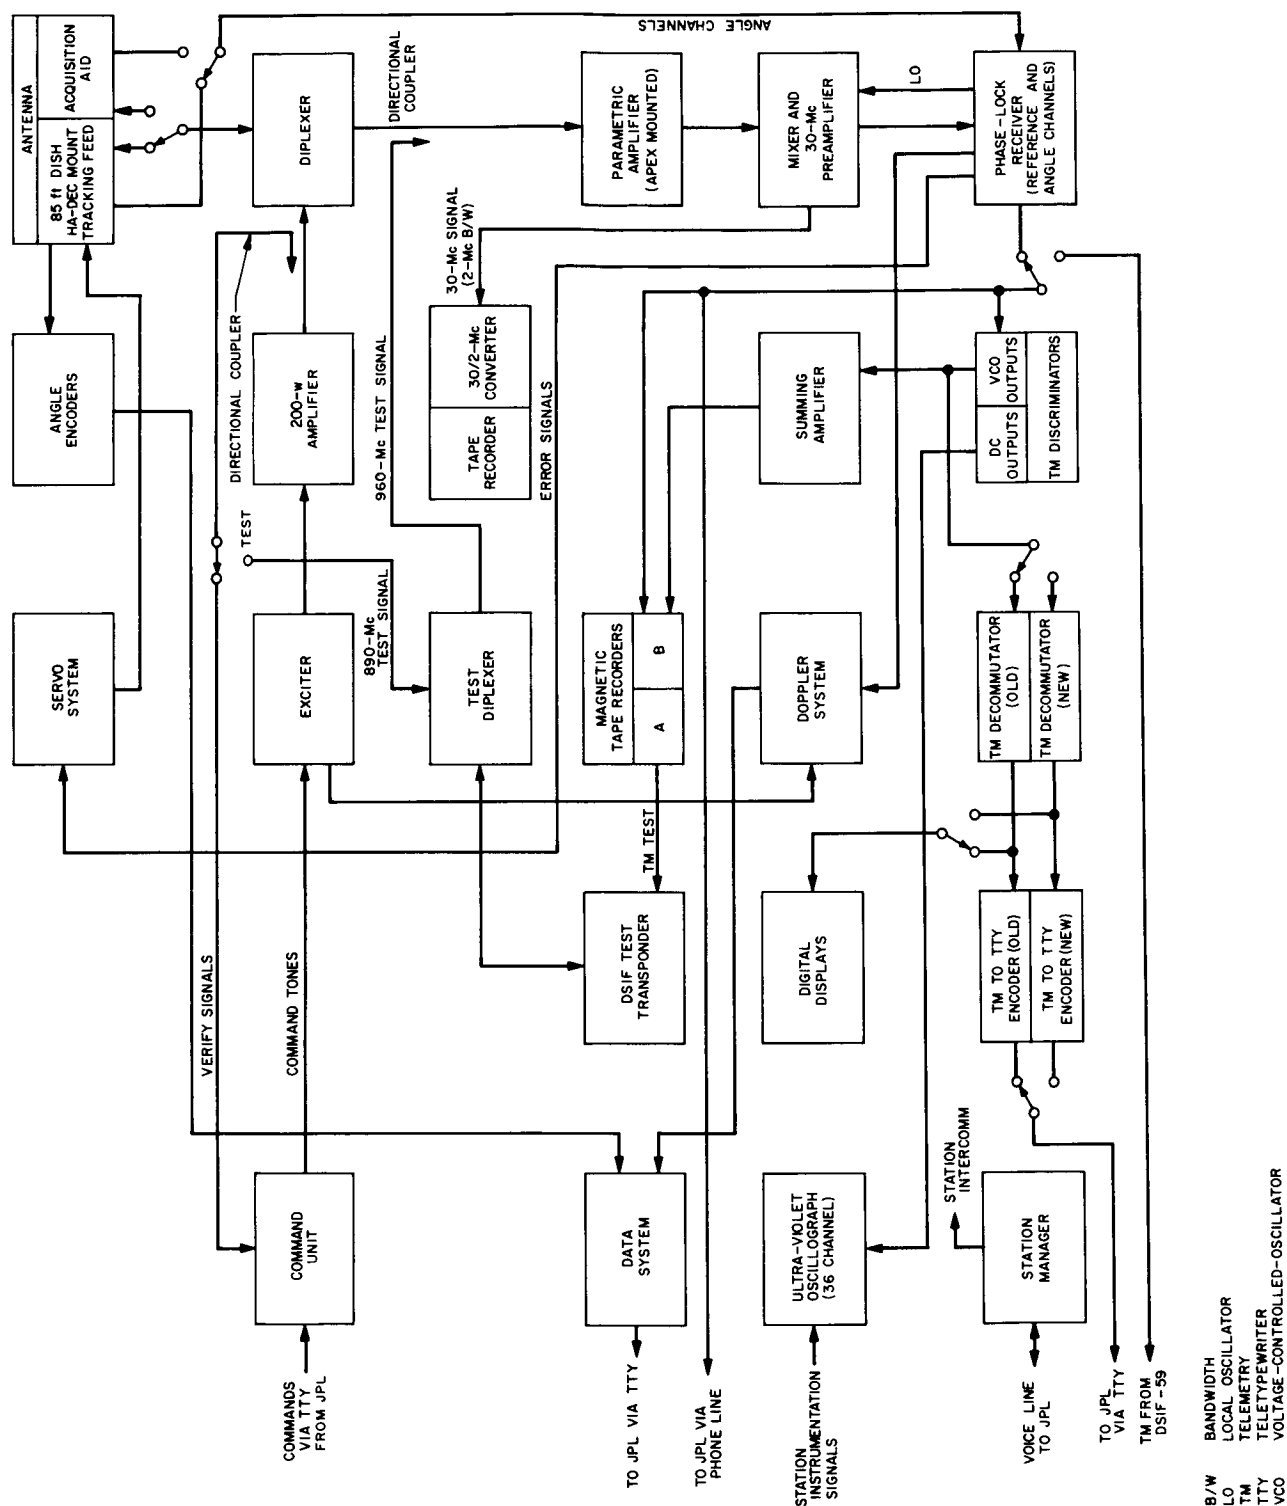 ANTENNA
85 ft DISH
HA-DEC MOUNT
TRACKING FEED
ACQUISITION
AID
ANGLE CHANNELS
ANGLE
ENCODERS
SERVO
SYSTEM
DIRECTIONAL COUPLER
DIPLEXER
DIRECTIONAL
COUPLER
200-W
AMPLIFIER
TEST
EXCITER
890-Mc
TEST SIGNAL
VERIFY SIGNALS
COMMAND TONES
COMMAND
UNIT
COMMANDS
VIA TTY
FROM JPL
960-Mc TEST SIGNAL
30-Mc SIGNAL
(2-Mc B/W)
TAPE
RECORDER
30/2-Mc
CONVERTER
ERROR SIGNALS
TEST
DIPLEXER
PARAMETRIC
AMPLIFIER
(APEX MOUNTED)
MAGNETIC
TAPE RECORDERS
A
B
TM TEST
DSIF TEST
TRANSPONDER
DATA
SYSTEM
TO JPL VIA TTY
TO JPL VIA
PHONE LINE
MIXER AND
30-Mc
PREAMPLIFIER
LO
SUMMING
AMPLIFIER
DOPPLER
SYSTEM
DIGITAL
DISPLAYS
ULTRA-VIOLET
OSCILLOGRAPH
(36 CHANNEL)
STATION
INSTRUMENTATION
SIGNALS
PHASE-LOCK
RECEIVER
(REFERENCE AND
ANGLE CHANNELS)
DC
OUTPUTS
VCO
OUTPUTS
TM DISCRIMINATORS
TM DECOMMUTATOR
(OLD)
TM DECOMMUTATOR
(NEW)
TM TO TTY
ENCODER (OLD)
TM TO TTY
ENCODER (NEW)
STATION
INTERCOMM
STATION
MANAGER
VOICE LINE
TO JPL
TO JPL
VIA TTY
TM FROM
DSIF-59
B/W BANDWIDTH
LO LOCAL OSCILLATOR
TM TELEMETRY
TTY TELETYPEWRITER
VCO VOLTAGE-CONTROLLED-OSCILLATOR